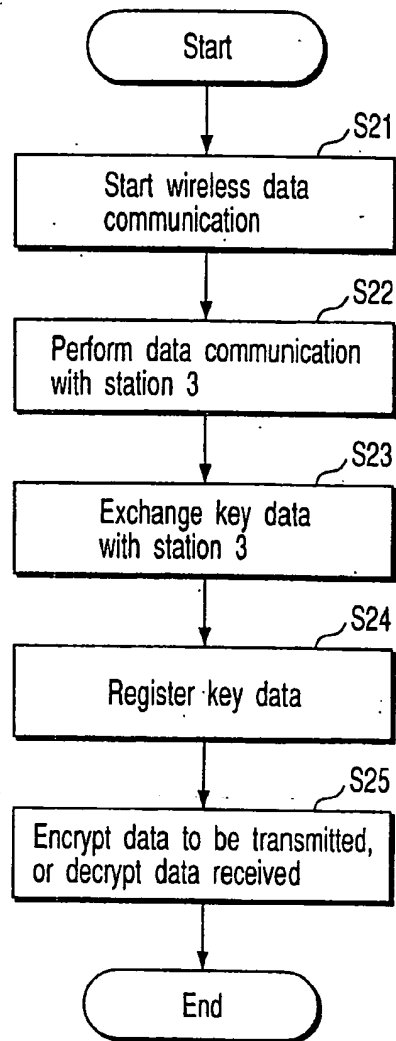 Start
S21
Start wireless data
communication
S22
Perform data communication
with station 3
S23
Exchange key data
with station 3
S24
Register key data
S25
Encrypt data to be transmitted,
or decrypt data received
End